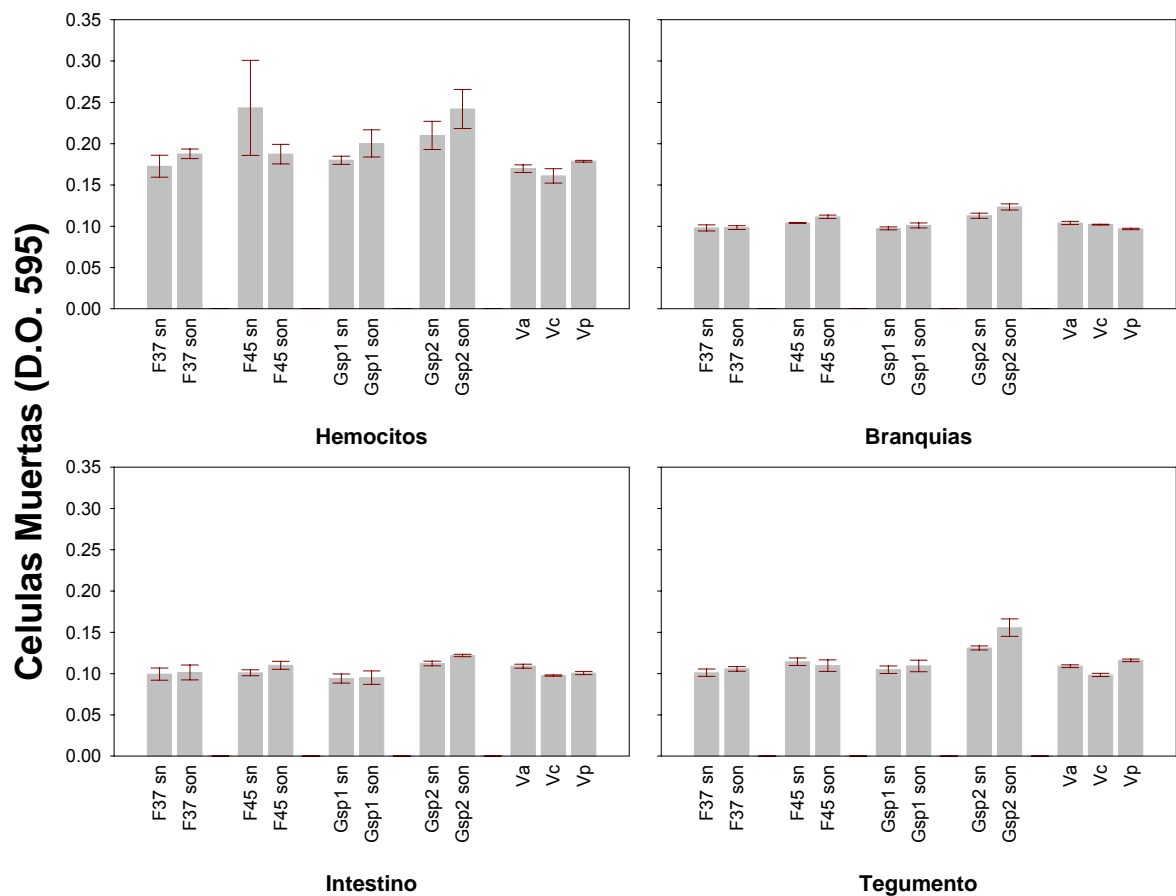 Celulas Muertas (D.O. 595)
0.35
0.30
0.25
0.20
0.15
0.10
0.05
0.00
F37 sn
F37 son
F45 sn
F45 son
Gsp1 sn
Gsp1 son
Gsp2 sn
Gsp2 son
Va
Vc
Vp
Hemocitos
F37 sn
F37 son
F45 sn
F45 son
Gsp1 sn
Gsp1 son
Gsp2 sn
Gsp2 son
Va
Vc
Vp
Branquias
0.35
0.30
0.25
0.20
0.15
0.10
0.05
0.00
F37 sn
F37 son
F45 sn
F45 son
Gsp1 sn
Gsp1 son
Gsp2 sn
Gsp2 son
Va
Vc
Vp
Intestino
F37 sn
F37 son
F45 sn
F45 son
Gsp1 sn
Gsp1 son
Gsp2 sn
Gsp2 son
Va
Vc
Vp
Tegumento